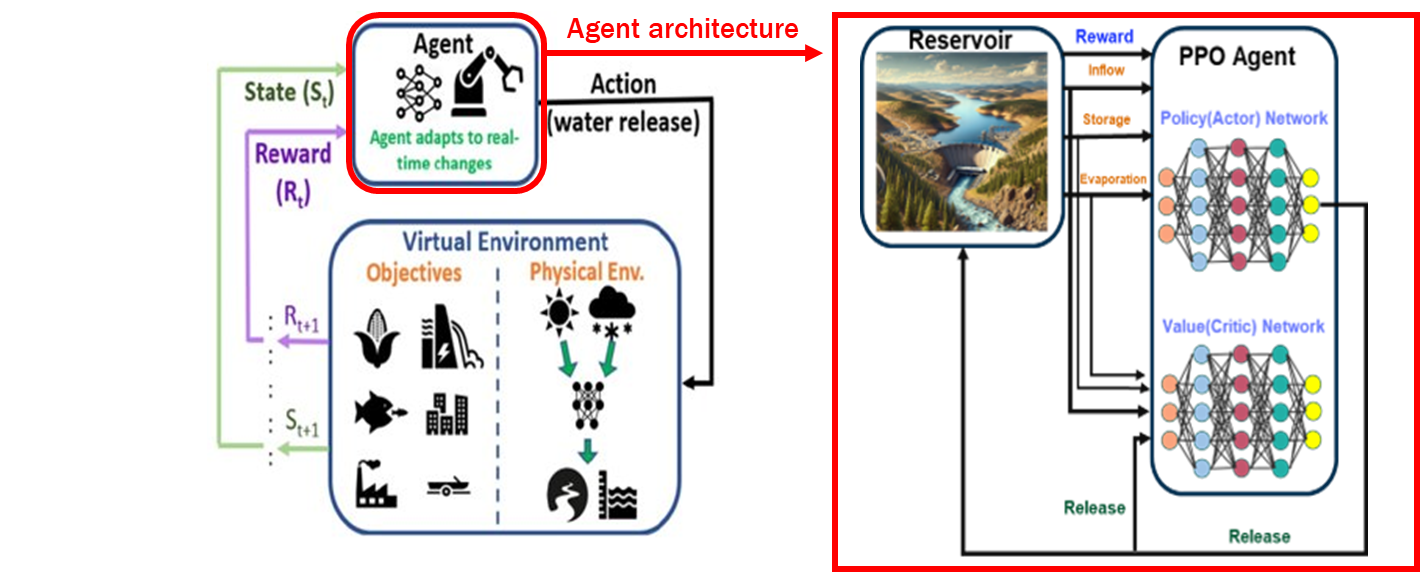 Agent architecture
Agent
Agent adapts to real-
time changes
State (St)
Reward
(Rt)
Action
(water release)
Virtual Environment
Objectives
Physical Env.
Rt+1
St+1
Reservoir
Reward
Inflow
Storage
Evaporation
PPO Agent
Policy(Actor) Network
Value(Critic) Network
Release
Release